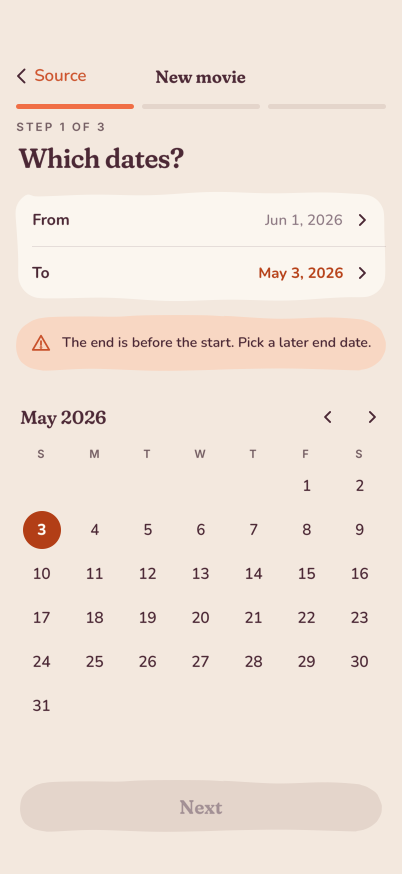 Source
New movie
STEP 1 OF 3
Which dates?
From Jun 1, 2026
To May 3, 2026
The end is before the start. Pick a later end date.
May 2026
S M T W T F S
1 2
3 4 5 6 7 8 9
10 11 12 13 14 15 16
17 18 19 20 21 22 23
24 25 26 27 28 29 30
31
Next